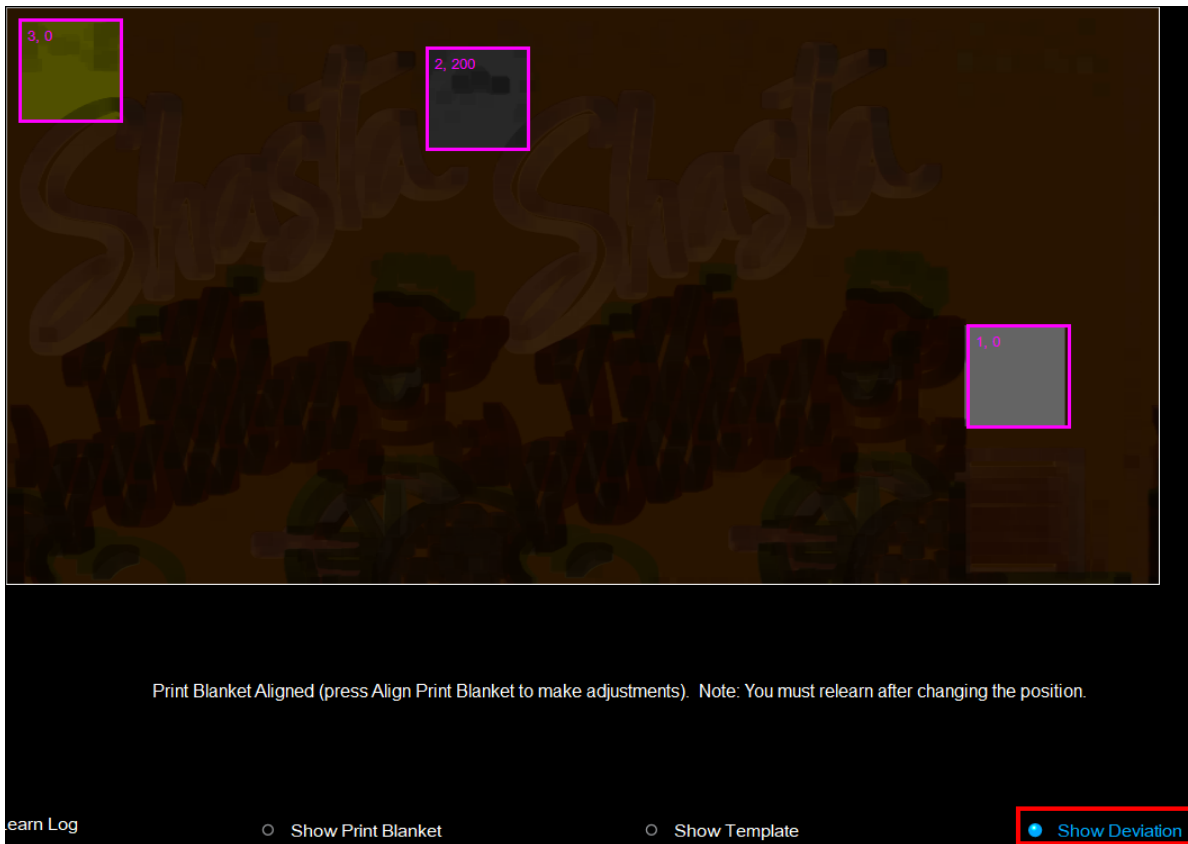 3, 0
2, 200
Shasta Shasta
1, 0
Print Blanket Aligned (press Align Print Blanket to make adjustments).  Note: You must relearn after changing the position.
earn Log
Show Print Blanket
Show Template
Show Deviation